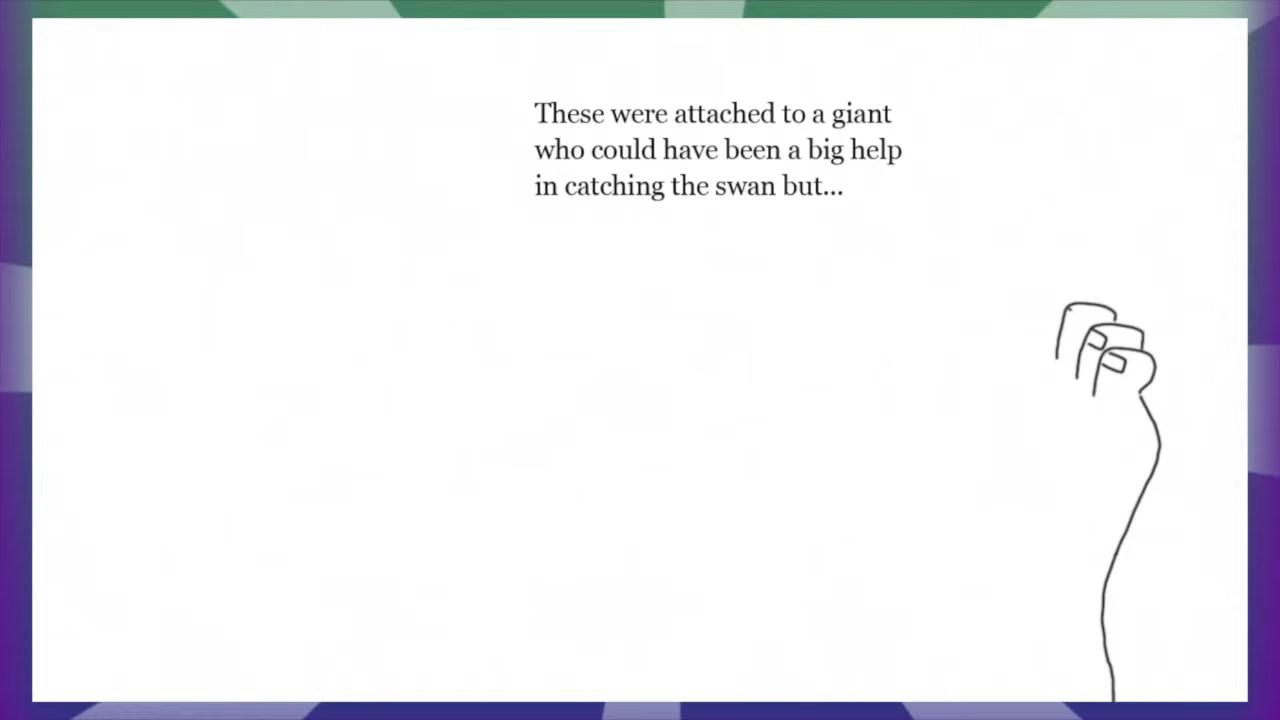 These were attached to a giant
who could have been a big help
in catching the swan but...